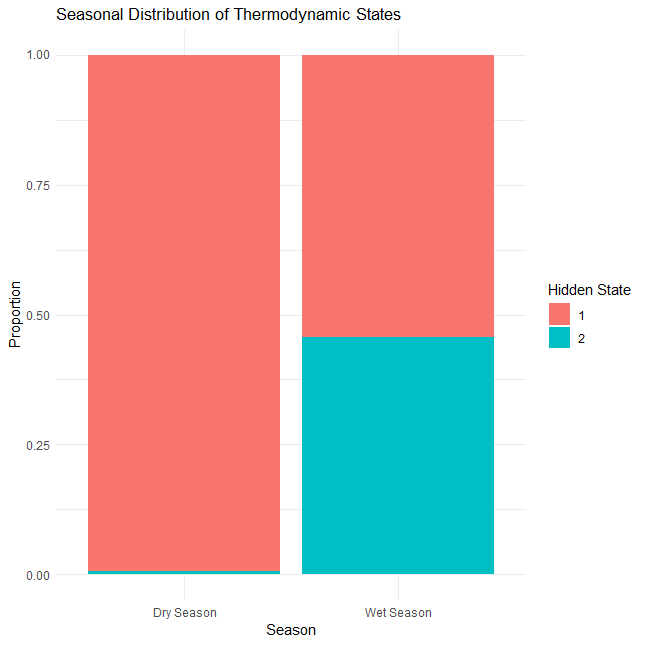 Seasonal Distribution of Thermodynamic States
1.00
0.75
0.50
0.25
0.00
Proportion
Dry Season
Wet Season
Season
Hidden State
1
2